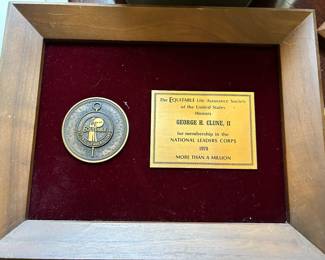 The EQUITABLE Life Assurance Society
of the United States
Honors
GEORGE H. CLINE, II
for membership in the
NATIONAL LEADERS CORPS
1979
MORE THAN A MILLION